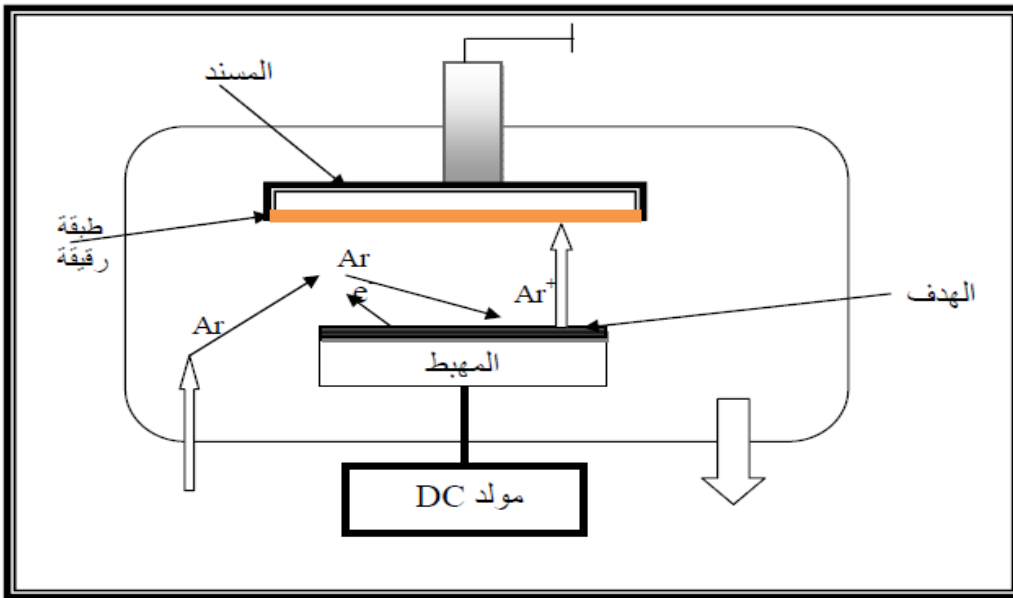 المسند
طبقة
رقيقة
Ar
e
Ar⁺
Ar
الهدف
المهبط
مولد DC